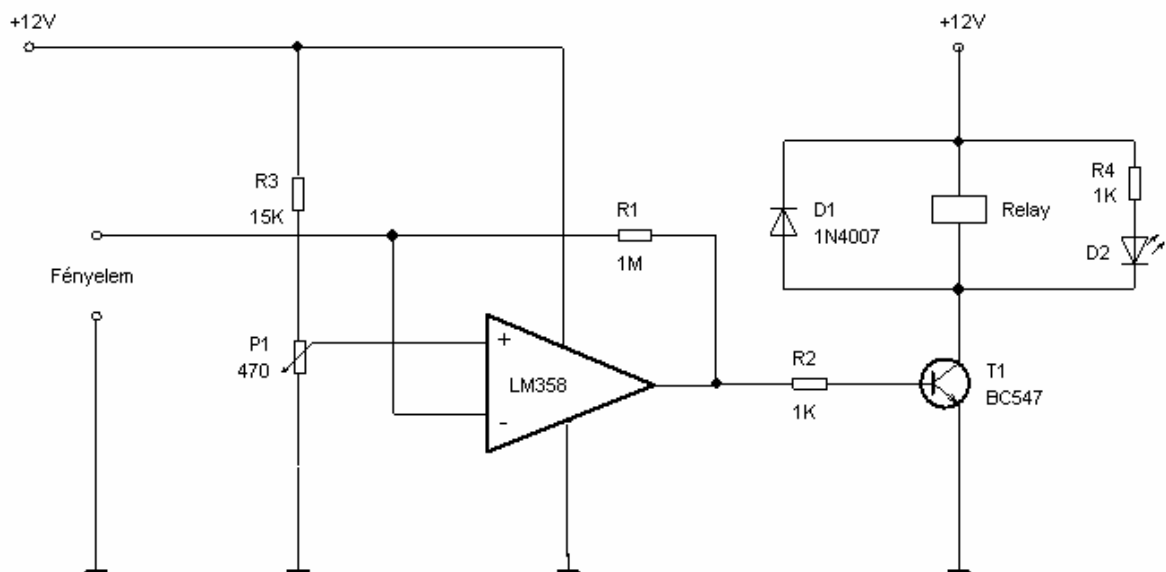 +12V
+12V
R3
15K
R1
1M
Fényelem
P1
470
+
LM358
-
R2
1K
D1
1N4007
Relay
R4
1K
D2
T1
BC547